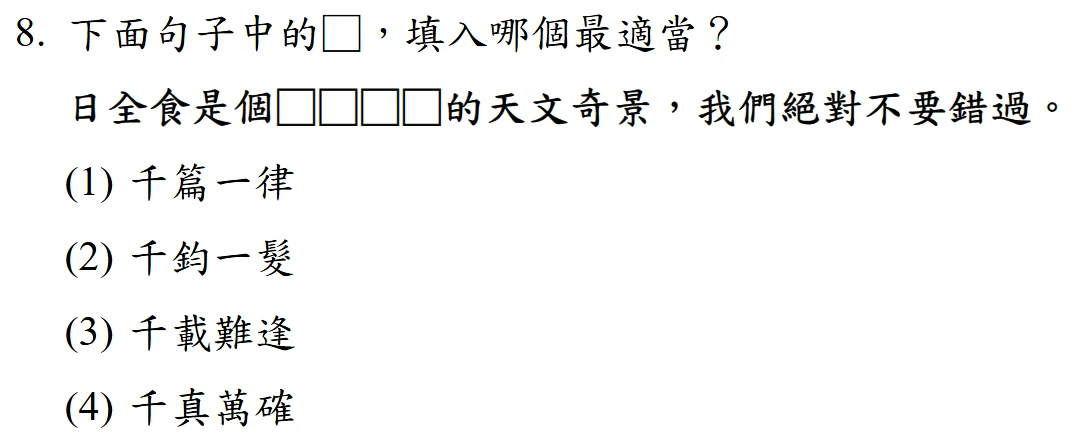 8. 下面句子中的□，填入哪個最適當？
日全食是個□□□□的天文奇景，我們絕對不要錯過。
(1) 千篇一律
(2) 千鈞一髮
(3) 千載難逢
(4) 千真萬確